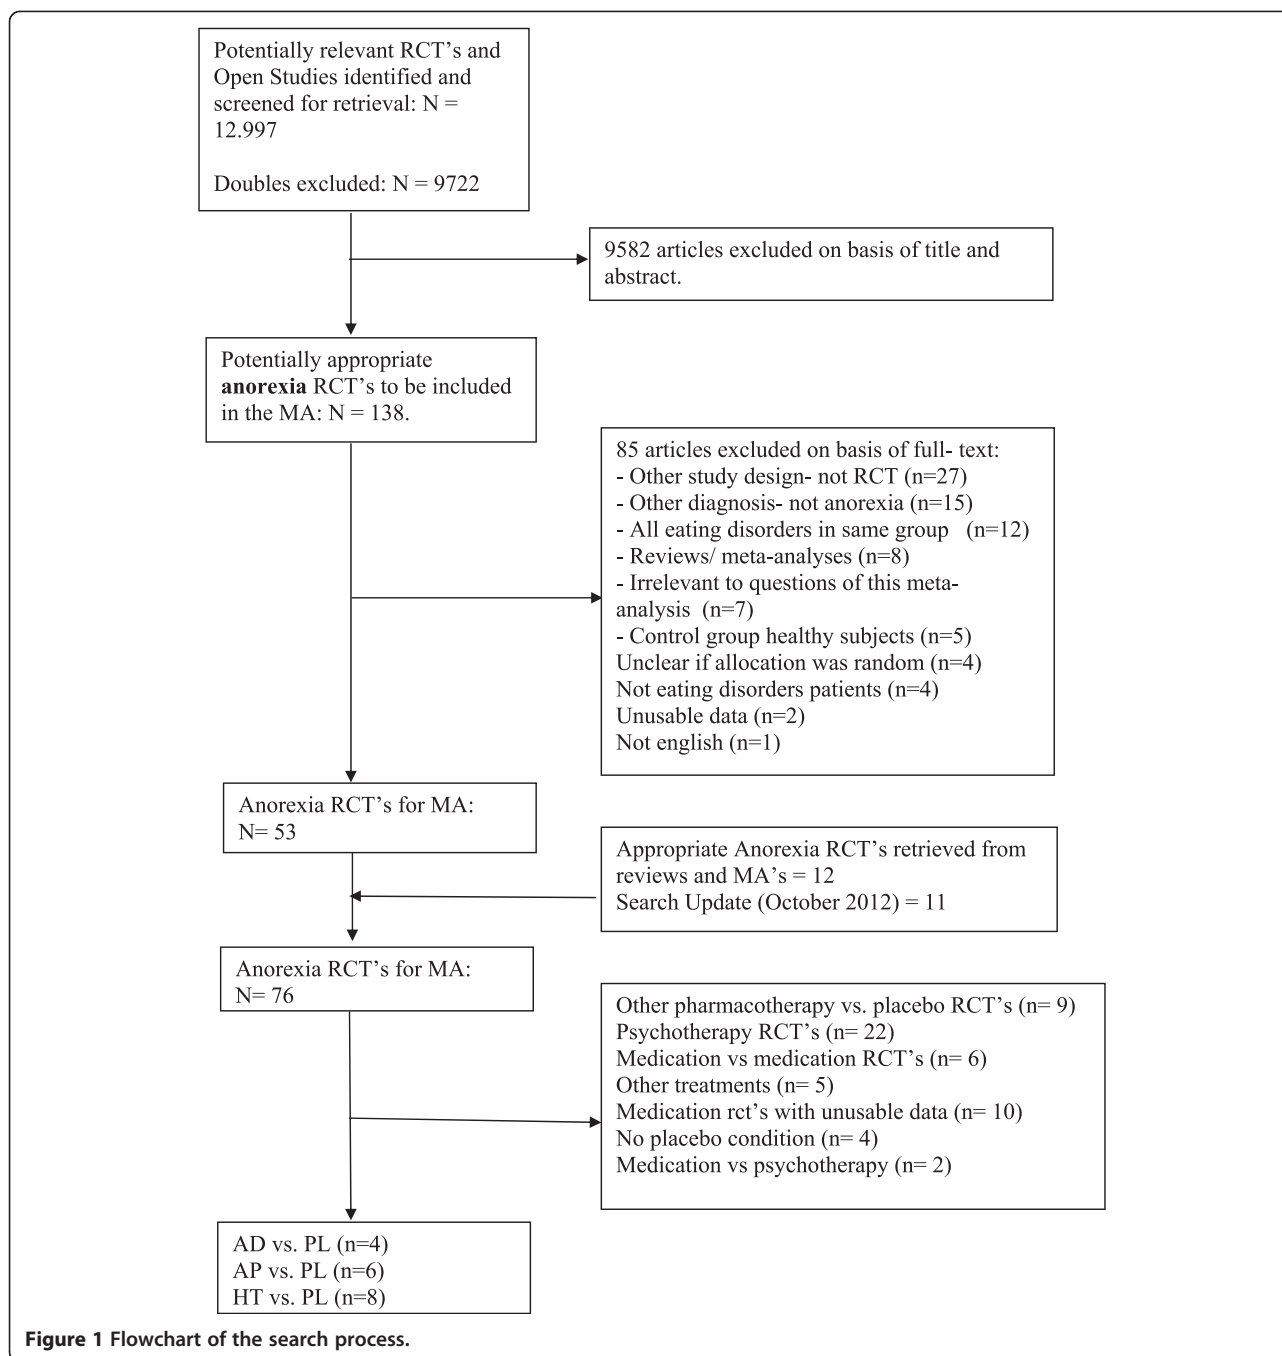 Potentially relevant RCT's and
Open Studies identified and
screened for retrieval: N =
12.997
Doubles excluded: N = 9722
9582 articles excluded on basis of title and
abstract.
Potentially appropriate
anorexia RCT's to be included
in the MA: N = 138.
85 articles excluded on basis of full- text:
- Other study design- not RCT (n=27)
- Other diagnosis- not anorexia (n=15)
- All eating disorders in same group (n=12)
- Reviews/ meta-analyses (n=8)
- Irrelevant to questions of this meta-
analysis (n=7)
- Control group healthy subjects (n=5)
Unclear if allocation was random (n=4)
Not eating disorders patients (n=4)
Unusable data (n=2)
Not english (n=1)
Anorexia RCT's for MA:
N= 53
Appropriate Anorexia RCT's retrieved from
reviews and MA's = 12
Search Update (October 2012) = 11
Anorexia RCT's for MA:
N= 76
Other pharmacotherapy vs. placebo RCT's (n= 9)
Psychotherapy RCT's (n= 22)
Medication vs medication RCT's (n= 6)
Other treatments (n= 5)
Medication rct's with unusable data (n= 10)
No placebo condition (n= 4)
Medication vs psychotherapy (n= 2)
AD vs. PL (n=4)
AP vs. PL (n=6)
HT vs. PL (n=8)
Figure 1 Flowchart of the search process.